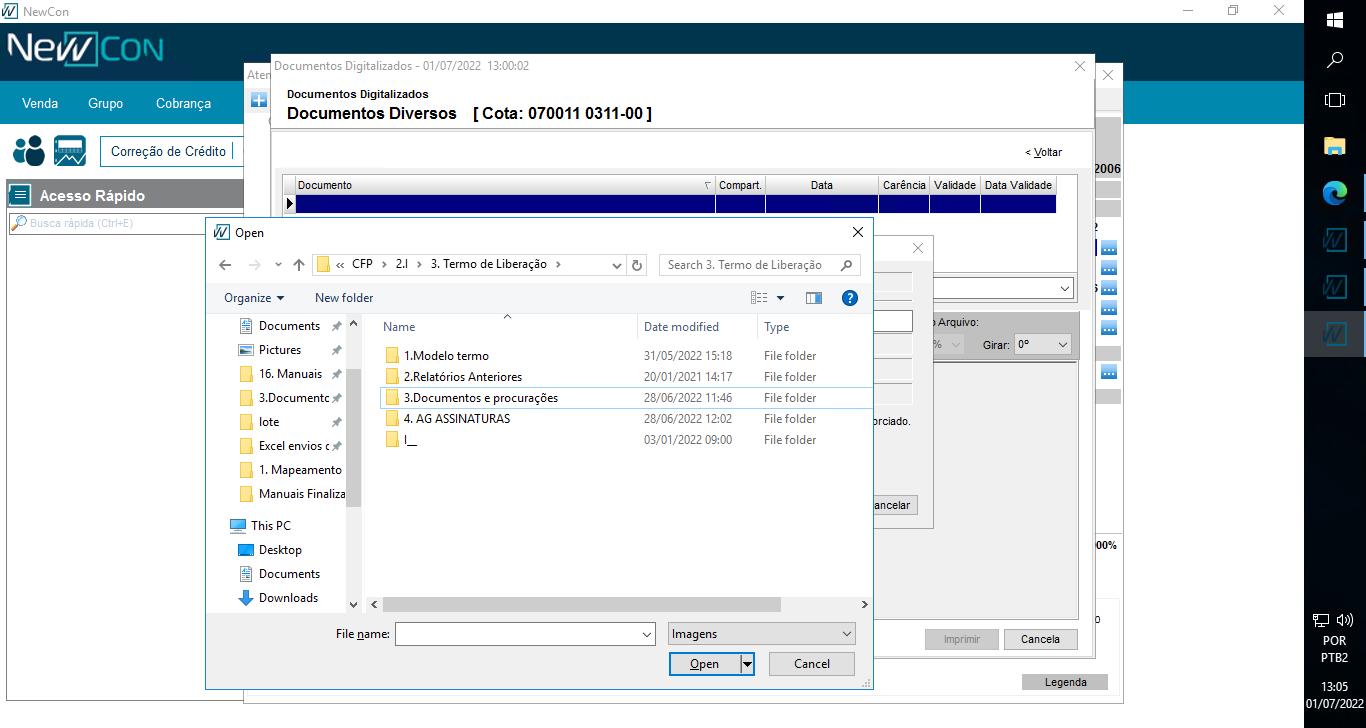 NewCon
NEWCON
Aten
Documentos Digitalizados - 01/07/2022 13:00:02
Documentos Digitalizados
Documentos Diversos [ Cota: 070011 0311-00 ]
Venda Grupo Cobrança
< Voltar
Correção de Crédito
2006
Acesso Rápido
Documento Compart. Data Carência Validade Data Validade
Busca rápida (Ctrl+E)
Open
« CFP > 2.I > 3. Termo de Liberação >
Search 3. Termo de Liberação
Organize New folder
Name Date modified Type
1.Modelo termo 31/05/2022 15:18 File folder
2.Relatórios Anteriores 20/01/2021 14:17 File folder
3.Documentos e procurações 28/06/2022 11:46 File folder
4. AG ASSINATURAS 28/06/2022 12:02 File folder
I__ 03/01/2022 09:00 File folder
Documents
Pictures
16. Manuais
3.Documentc
lote
Excel envios c
1. Mapeamento
Manuais Finaliza
This PC
Desktop
Documents
Downloads
File name:
Imagens
Open Cancel
o Arquivo:
% Girar: 0º
orciado.
ancelar
00%
0
Imprimir Cancela
Legenda
POR
PTB2
13:05
01/07/2022